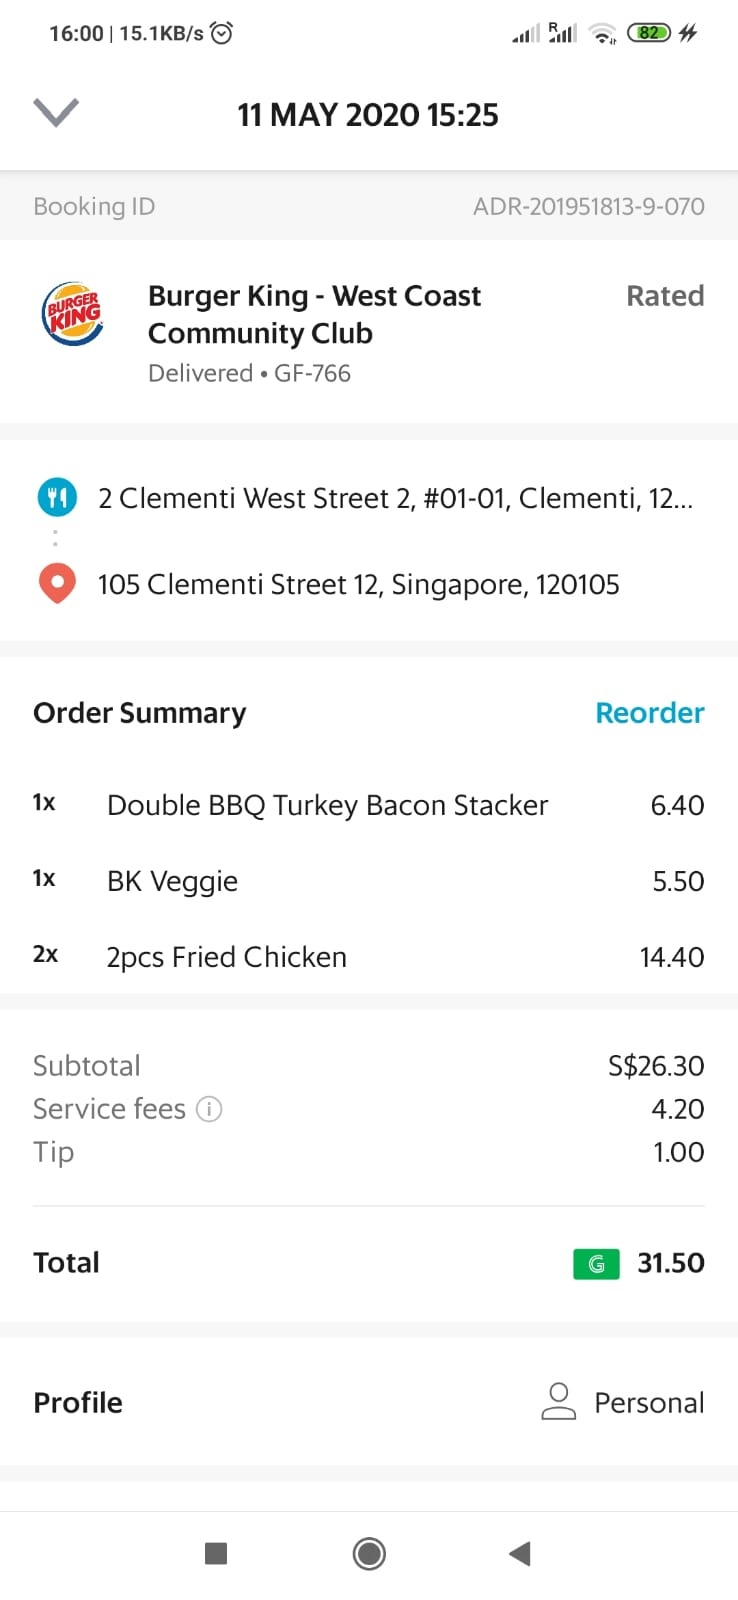 16:00 | 15.1KB/s
R
82
11 MAY 2020 15:25
Booking ID ADR-201951813-9-070
BURGER
KING
Burger King - West Coast Rated
Community Club
Delivered • GF-766
2 Clementi West Street 2, #01-01, Clementi, 12...
105 Clementi Street 12, Singapore, 120105
Order Summary Reorder
1x Double BBQ Turkey Bacon Stacker 6.40
1x BK Veggie 5.50
2x 2pcs Fried Chicken 14.40
Subtotal S$26.30
Service fees i 4.20
Tip 1.00
Total G 31.50
Profile Personal